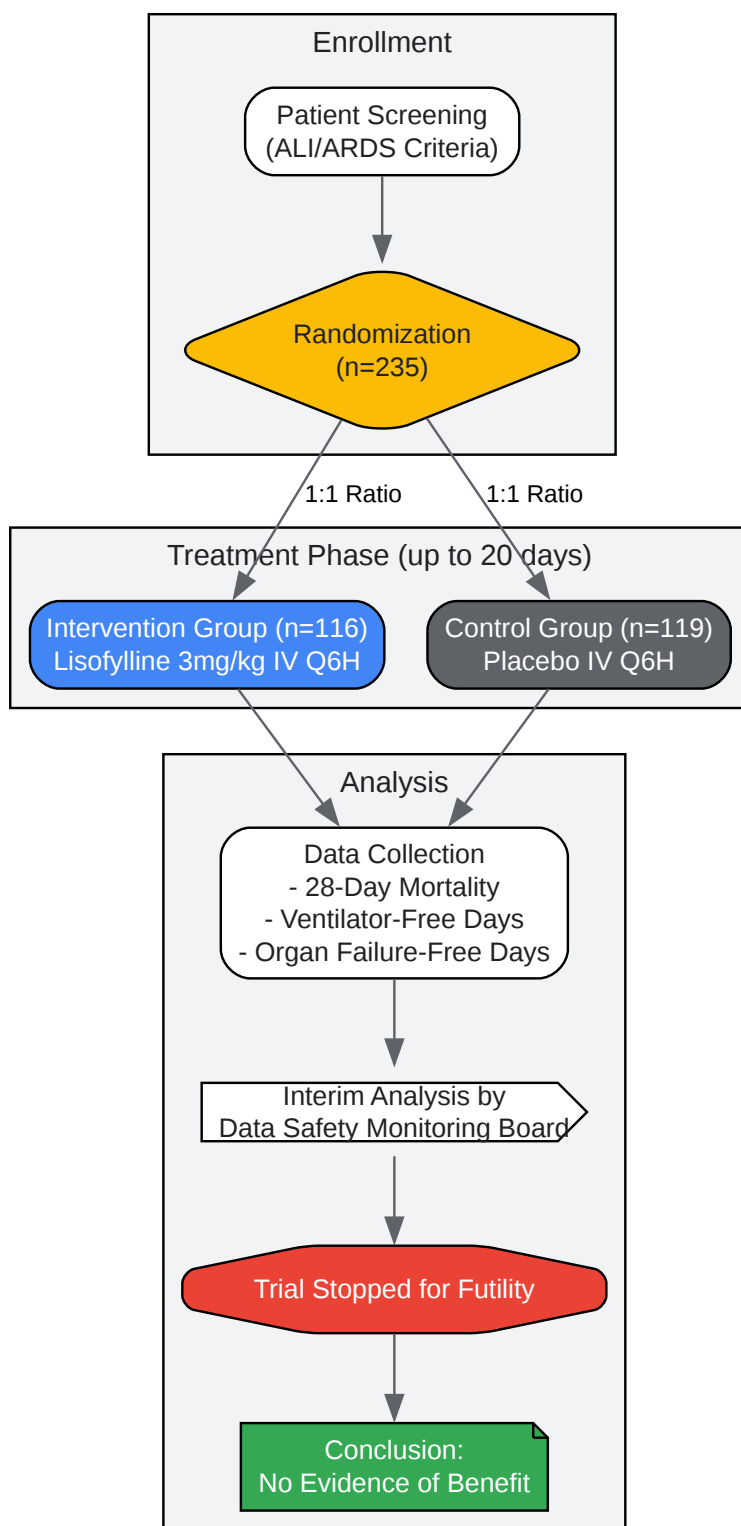 Enrollment
Patient Screening
(ALI/ARDS Criteria)
Randomization
(n=235)
1:1 Ratio
1:1 Ratio
Treatment Phase (up to 20 days)
Intervention Group (n=116)
Lisofylline 3mg/kg IV Q6H
Control Group (n=119)
Placebo IV Q6H
Analysis
Data Collection
- 28-Day Mortality
- Ventilator-Free Days
- Organ Failure-Free Days
Interim Analysis by
Data Safety Monitoring Board
Trial Stopped for Futility
Conclusion:
No Evidence of Benefit